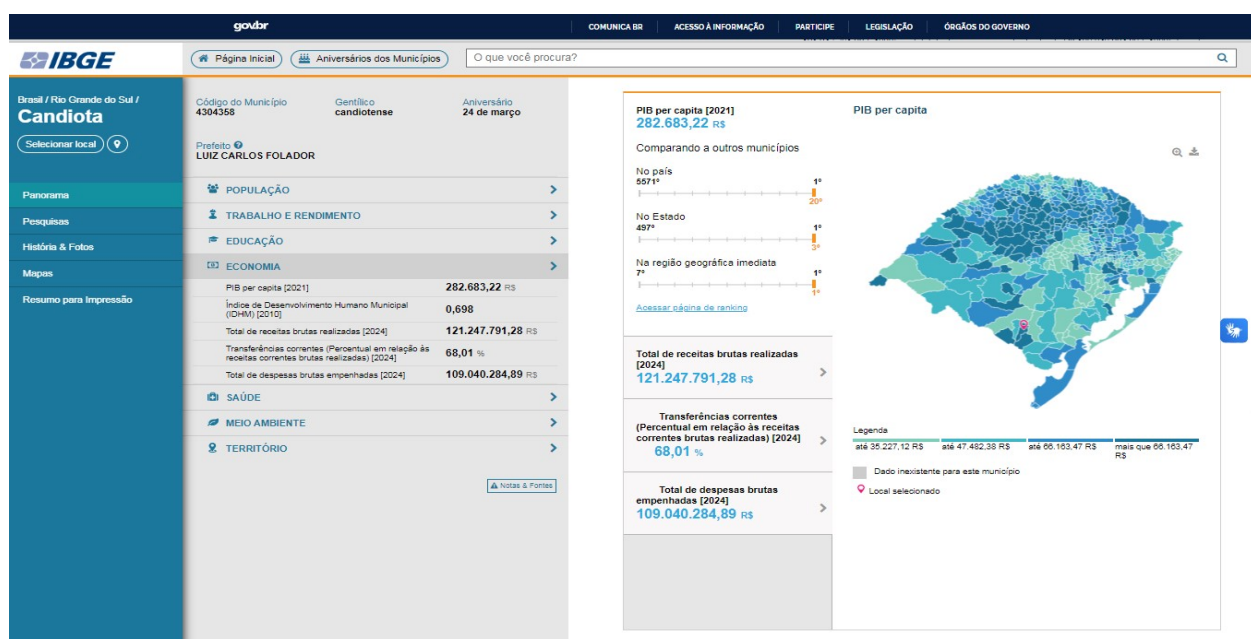 govbr
COMUNICA BR
ACESSO À INFORMAÇÃO
PARTICIPE
LEGISLAÇÃO
ÓRGÃOS DO GOVERNO
IBGE
Página Inicial
Aniversários dos Municípios
O que você procura?
Brasil / Rio Grande do Sul /
Candiota
Selecionar local
Panorama
Pesquisas
História & Fotos
Mapas
Resumo para Impressão
Código do Município
4304358
Gentílico
candiotense
Aniversário
24 de março
Prefeito
LUIZ CARLOS FOLADOR
POPULAÇÃO
TRABALHO E RENDIMENTO
EDUCAÇÃO
ECONOMIA
PIB per capita [2021] 282.683,22 R$
Índice de Desenvolvimento Humano Municipal
(IDHM) [2010] 0,698
Total de receitas brutas realizadas [2024] 121.247.791,28 R$
Transferências correntes (Percentual em relação às
receitas correntes brutas realizadas) [2024] 68,01 %
Total de despesas brutas empenhadas [2024] 109.040.284,89 R$
SAÚDE
MEIO AMBIENTE
TERRITÓRIO
Notas & Fontes
PIB per capita [2021]
282.683,22 R$
Comparando a outros municípios
No país
5571º 1º
20º
No Estado
497º 1º
3º
Na região geográfica imediata
7º 1º
1º
Acessar página de ranking
Total de receitas brutas realizadas
[2024]
121.247.791,28 R$
Transferências correntes
(Percentual em relação às receitas
correntes brutas realizadas) [2024]
68,01 %
Total de despesas brutas
empenhadas [2024]
109.040.284,89 R$
PIB per capita
Legenda
até 35.227,12 R$
até 47.482,38 R$
até 66.163,47 R$
mais que 66.163,47
R$
Dado inexistente para este município
Local selecionado